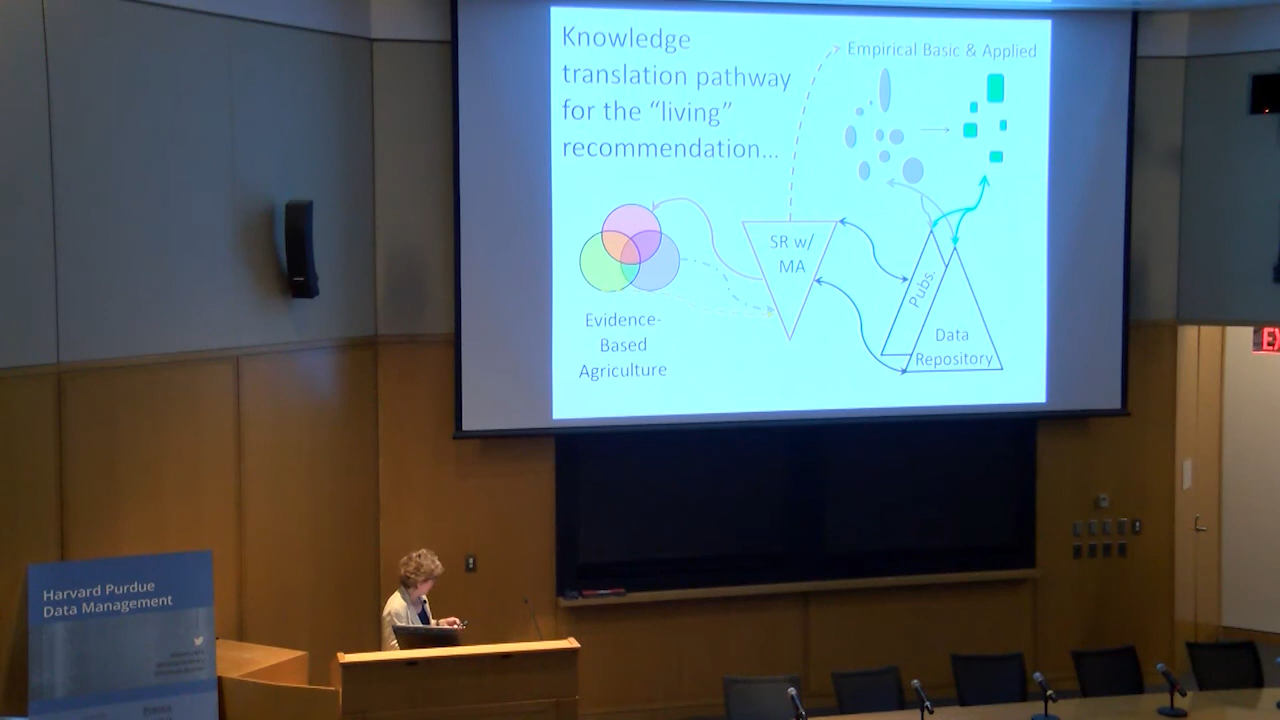 Knowledge
translation pathway
for the “living”
recommendation...
Empirical Basic & Applied
SR w/
MA
Pubs.
Data
Repository
Evidence-
Based
Agriculture
Harvard Purdue
Data Management